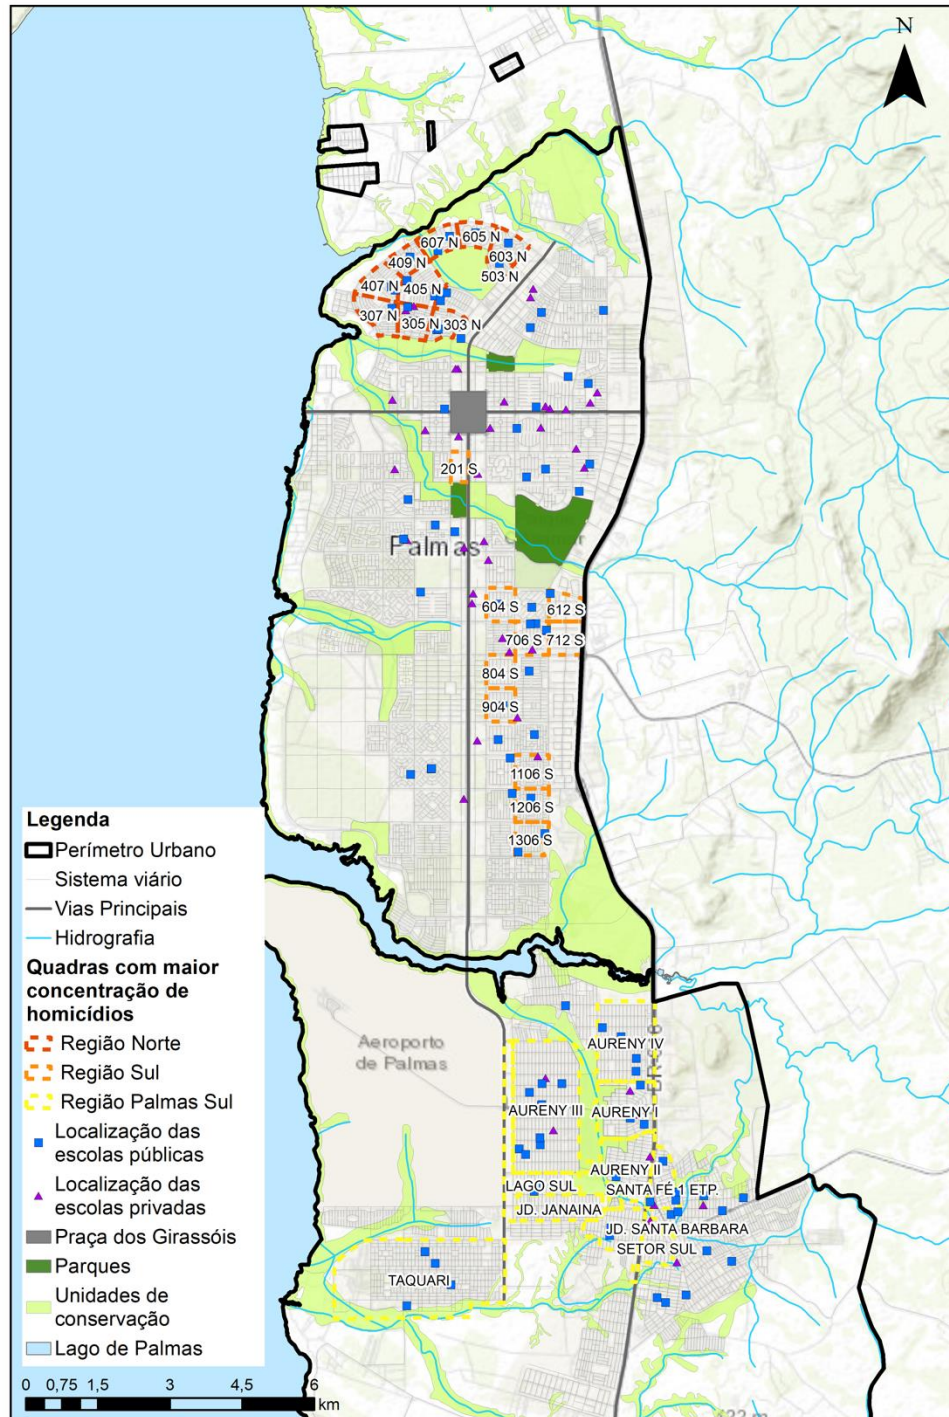 N
607 N
605 N
603 N
409 N
503 N
407 N
405 N
307 N
305 N
303 N
201 S
Palmas
604 S
612 S
706 S
712 S
804 S
904 S
1106 S
1206 S
1306 S
Legenda
Perímetro Urbano
Sistema viário
Vias Principais
Hidrografia
Quadras com maior
concentração de
homicídios
Região Norte
Região Sul
Região Palmas Sul
Localização das
escolas públicas
Localização das
escolas privadas
Praça dos Girassóis
Parques
Unidades de
conservação
Lago de Palmas
0 0,75 1,5 3 4,5 6
km
Aeroporto
de Palmas
AURENY IV
AURENY III
AURENY I
AURENY II
LAGO SUL
SANTA FÉ 1 ETP.
JD. JANAINA
JD. SANTA BARBARA
SETOR SUL
TAQUARI